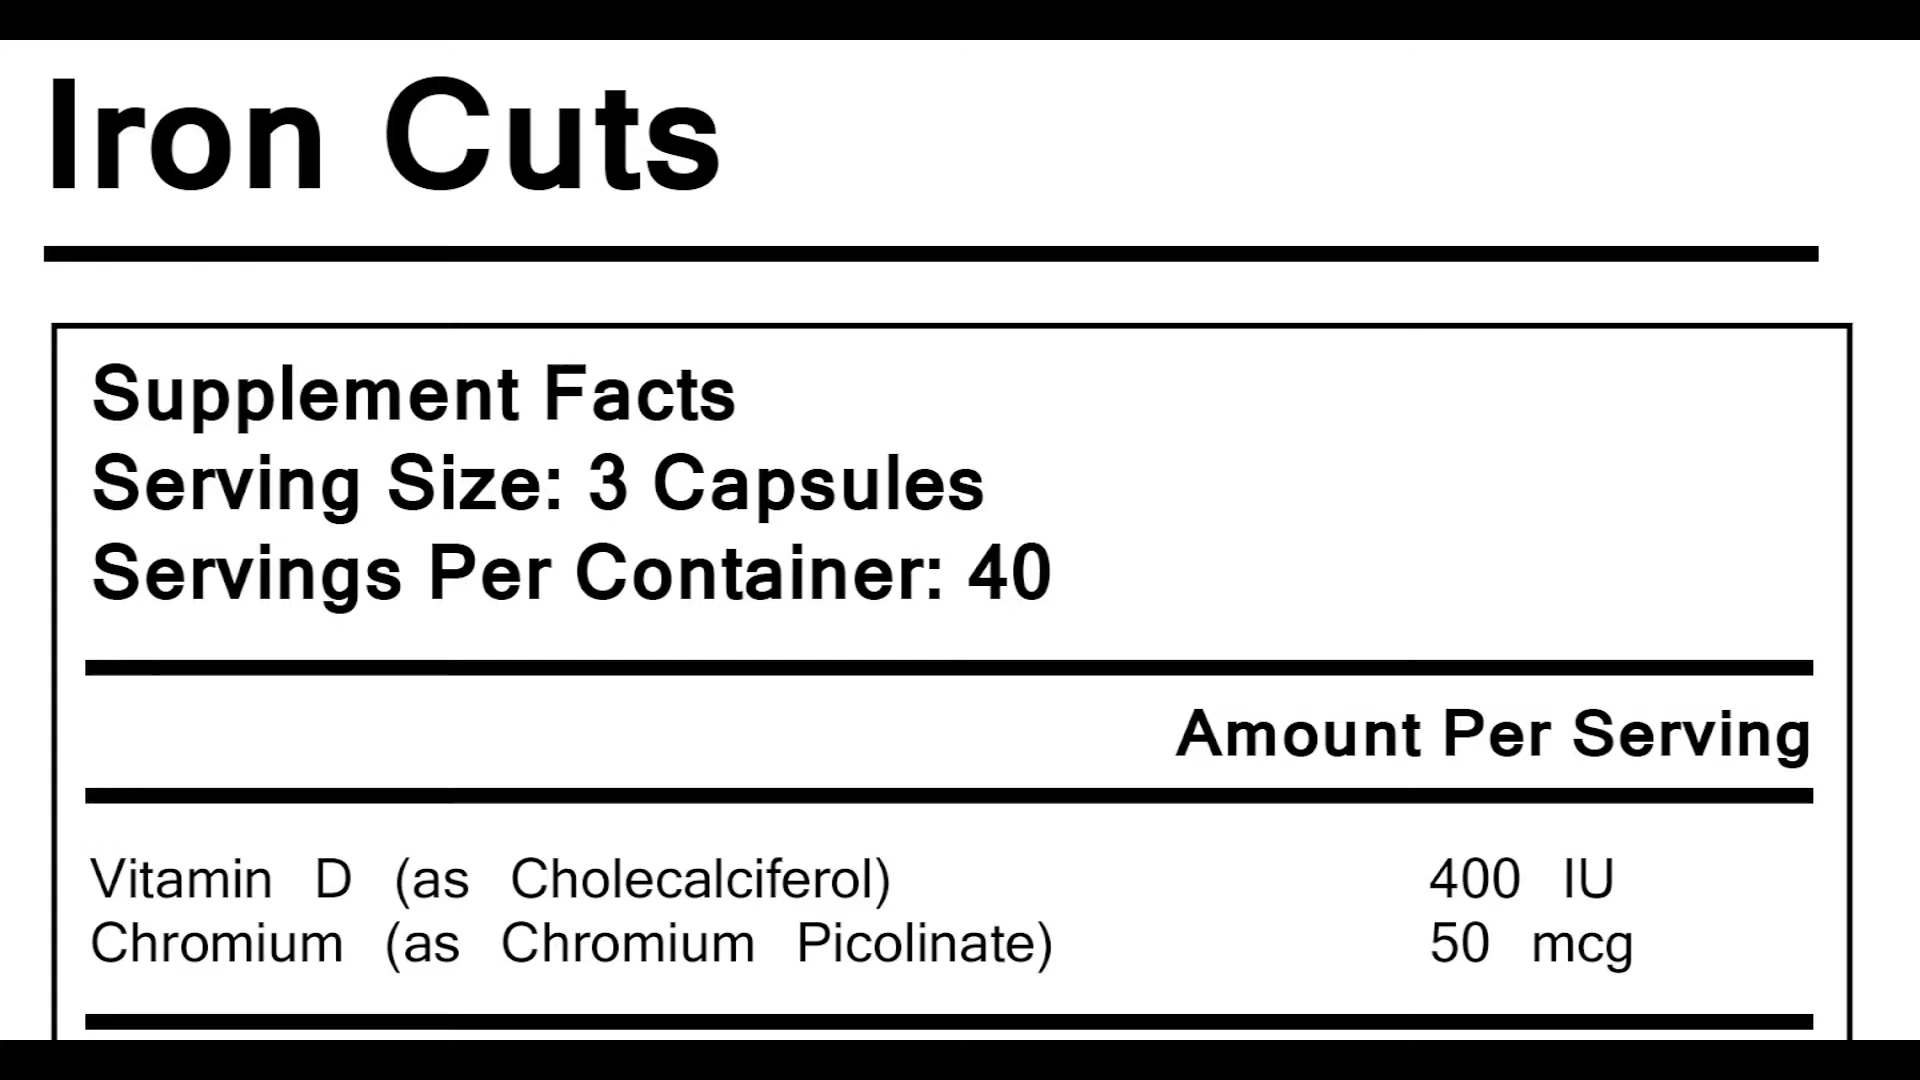 Iron Cuts
Supplement Facts
Serving Size: 3 Capsules
Servings Per Container: 40
Amount Per Serving
Vitamin D (as Cholecalciferol) 400 IU
Chromium (as Chromium Picolinate) 50 mcg